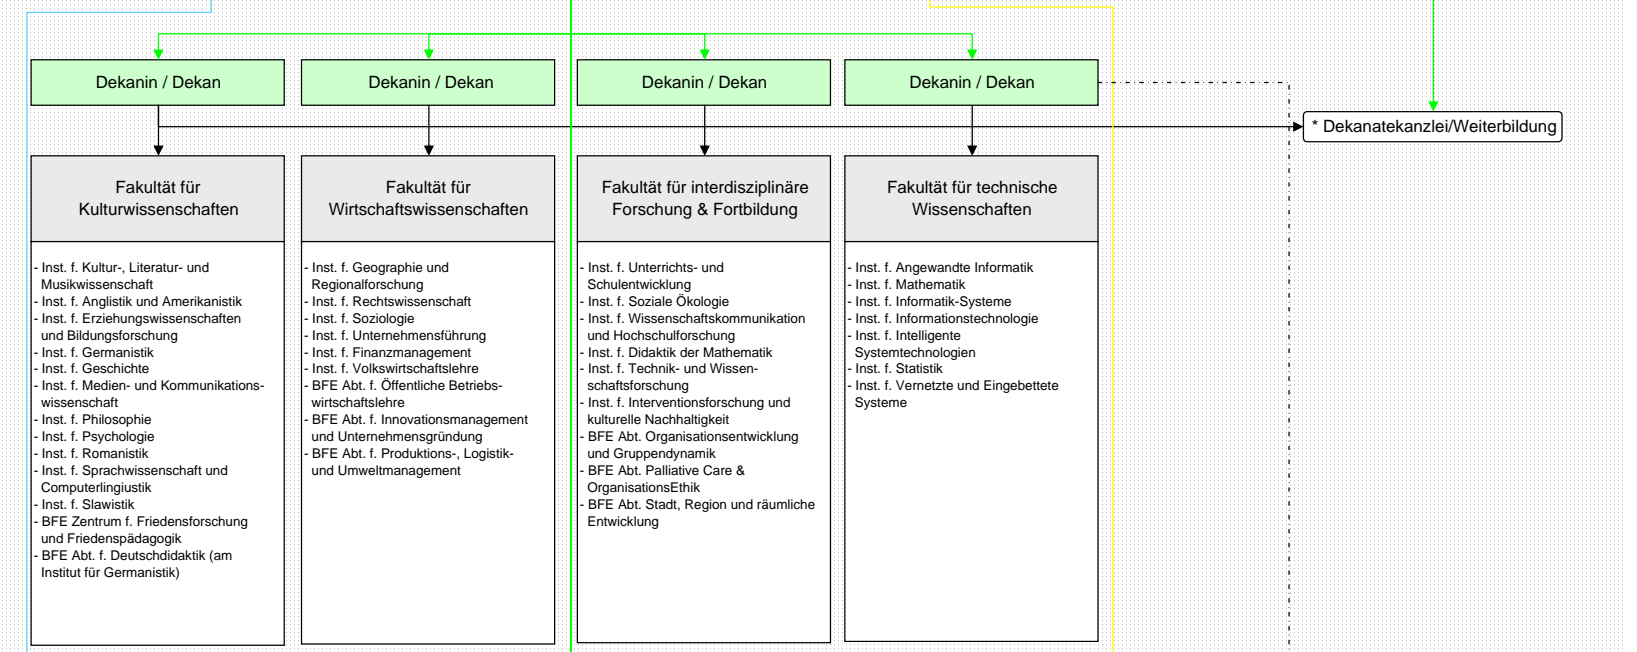 Dekanin / Dekan
Dekanin / Dekan
Dekanin / Dekan
Dekanin / Dekan
* Dekanatekanzlei/Weiterbildung
Fakultät für
Kulturwissenschaften
- Inst. f. Kultur-, Literatur- und
Musikwissenschaft
- Inst. f. Anglistik und Amerikanistik
- Inst. f. Erziehungswissenschaften
und Bildungsforschung
- Inst. f. Germanistik
- Inst. f. Geschichte
- Inst. f. Medien- und Kommunikations-
wissenschaft
- Inst. f. Philosophie
- Inst. f. Psychologie
- Inst. f. Romanistik
- Inst. f. Sprachwissenschaft und
Computerlingiustik
- Inst. f. Slawistik
- BFE Zentrum f. Friedensforschung
und Friedenspädagogik
- BFE Abt. f. Deutschdidaktik (am
Institut für Germanistik)
Fakultät für
Wirtschaftswissenschaften
- Inst. f. Geographie und
Regionalforschung
- Inst. f. Rechtswissenschaft
- Inst. f. Soziologie
- Inst. f. Unternehmensführung
- Inst. f. Finanzmanagement
- Inst. f. Volkswirtschaftslehre
- BFE Abt. f. Öffentliche Betriebs-
wirtschaftslehre
- BFE Abt. f. Innovationsmanagement
und Unternehmensgründung
- BFE Abt. f. Produktions-, Logistik-
und Umweltmanagement
Fakultät für interdisziplinäre
Forschung & Fortbildung
- Inst. f. Unterrichts- und
Schulentwicklung
- Inst. f. Soziale Ökologie
- Inst. f. Wissenschaftskommunikation
und Hochschulforschung
- Inst. f. Didaktik der Mathematik
- Inst. f. Technik- und Wissen-
schaftsforschung
- Inst. f. Interventionsforschung und
kulturelle Nachhaltigkeit
- BFE Abt. Organisationsentwicklung
und Gruppendynamik
- BFE Abt. Palliative Care &
OrganisationsEthik
- BFE Abt. Stadt, Region und räumliche
Entwicklung
Fakultät für technische
Wissenschaften
- Inst. f. Angewandte Informatik
- Inst. f. Mathematik
- Inst. f. Informatik-Systeme
- Inst. f. Informationstechnologie
- Inst. f. Intelligente
Systemtechnologien
- Inst. f. Statistik
- Inst. f. Vernetzte und Eingebettete
Systeme